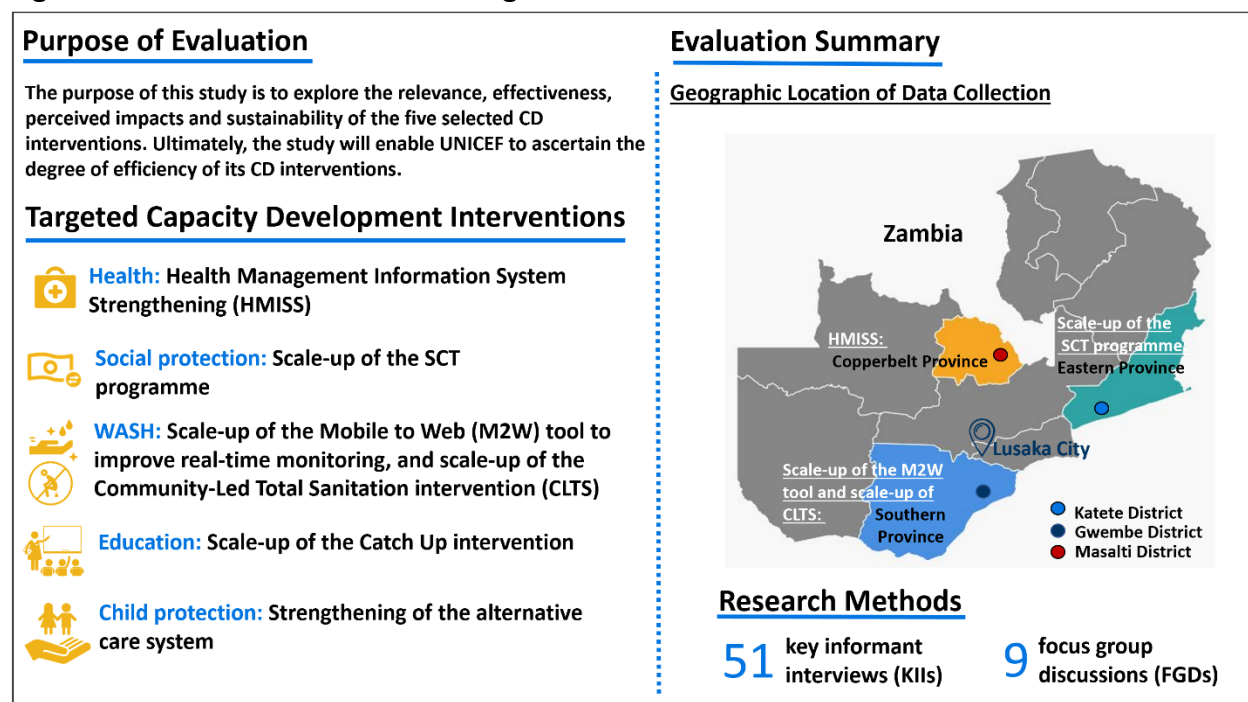 Purpose of Evaluation
The purpose of this study is to explore the relevance, effectiveness,
perceived impacts and sustainability of the five selected CD
interventions. Ultimately, the study will enable UNICEF to ascertain the
degree of efficiency of its CD interventions.
Targeted Capacity Development Interventions
Health: Health Management Information System
Strengthening (HMISS)
Social protection: Scale-up of the SCT
programme
WASH: Scale-up of the Mobile to Web (M2W) tool to
improve real-time monitoring, and scale-up of the
Community-Led Total Sanitation intervention (CLTS)
Education: Scale-up of the Catch Up intervention
Child protection: Strengthening of the alternative
care system
Evaluation Summary
Geographic Location of Data Collection
Zambia
HMISS:
Copperbelt Province
Scale-up of the
SCT programme
Eastern Province
Lusaka City
Scale-up of the M2W
tool and scale-up of
CLTS:
Southern
Province
Katete District
Gwembe District
Masalti District
Research Methods
51 key informant
interviews (KIIs)
9 focus group
discussions (FGDs)